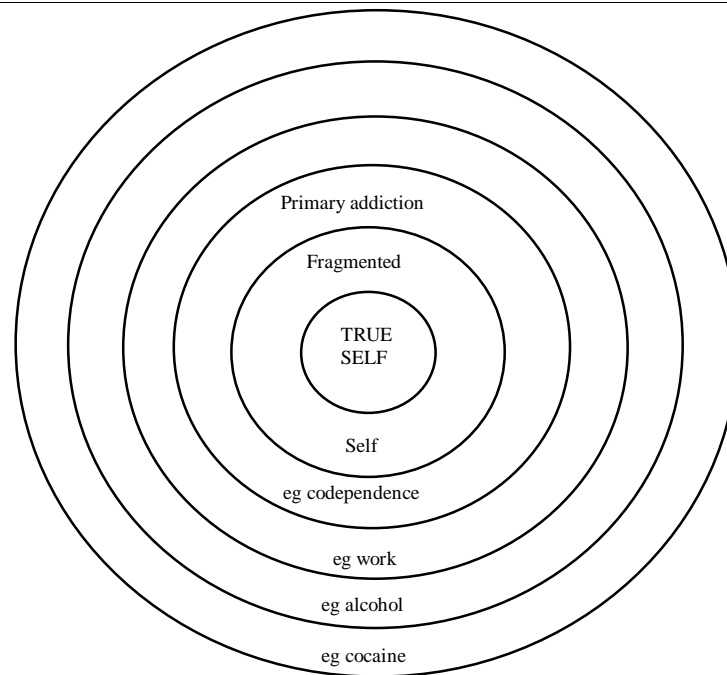 Primary addiction
Fragmented
TRUE
SELF
Self
eg codependence
eg work
eg alcohol
eg cocaine